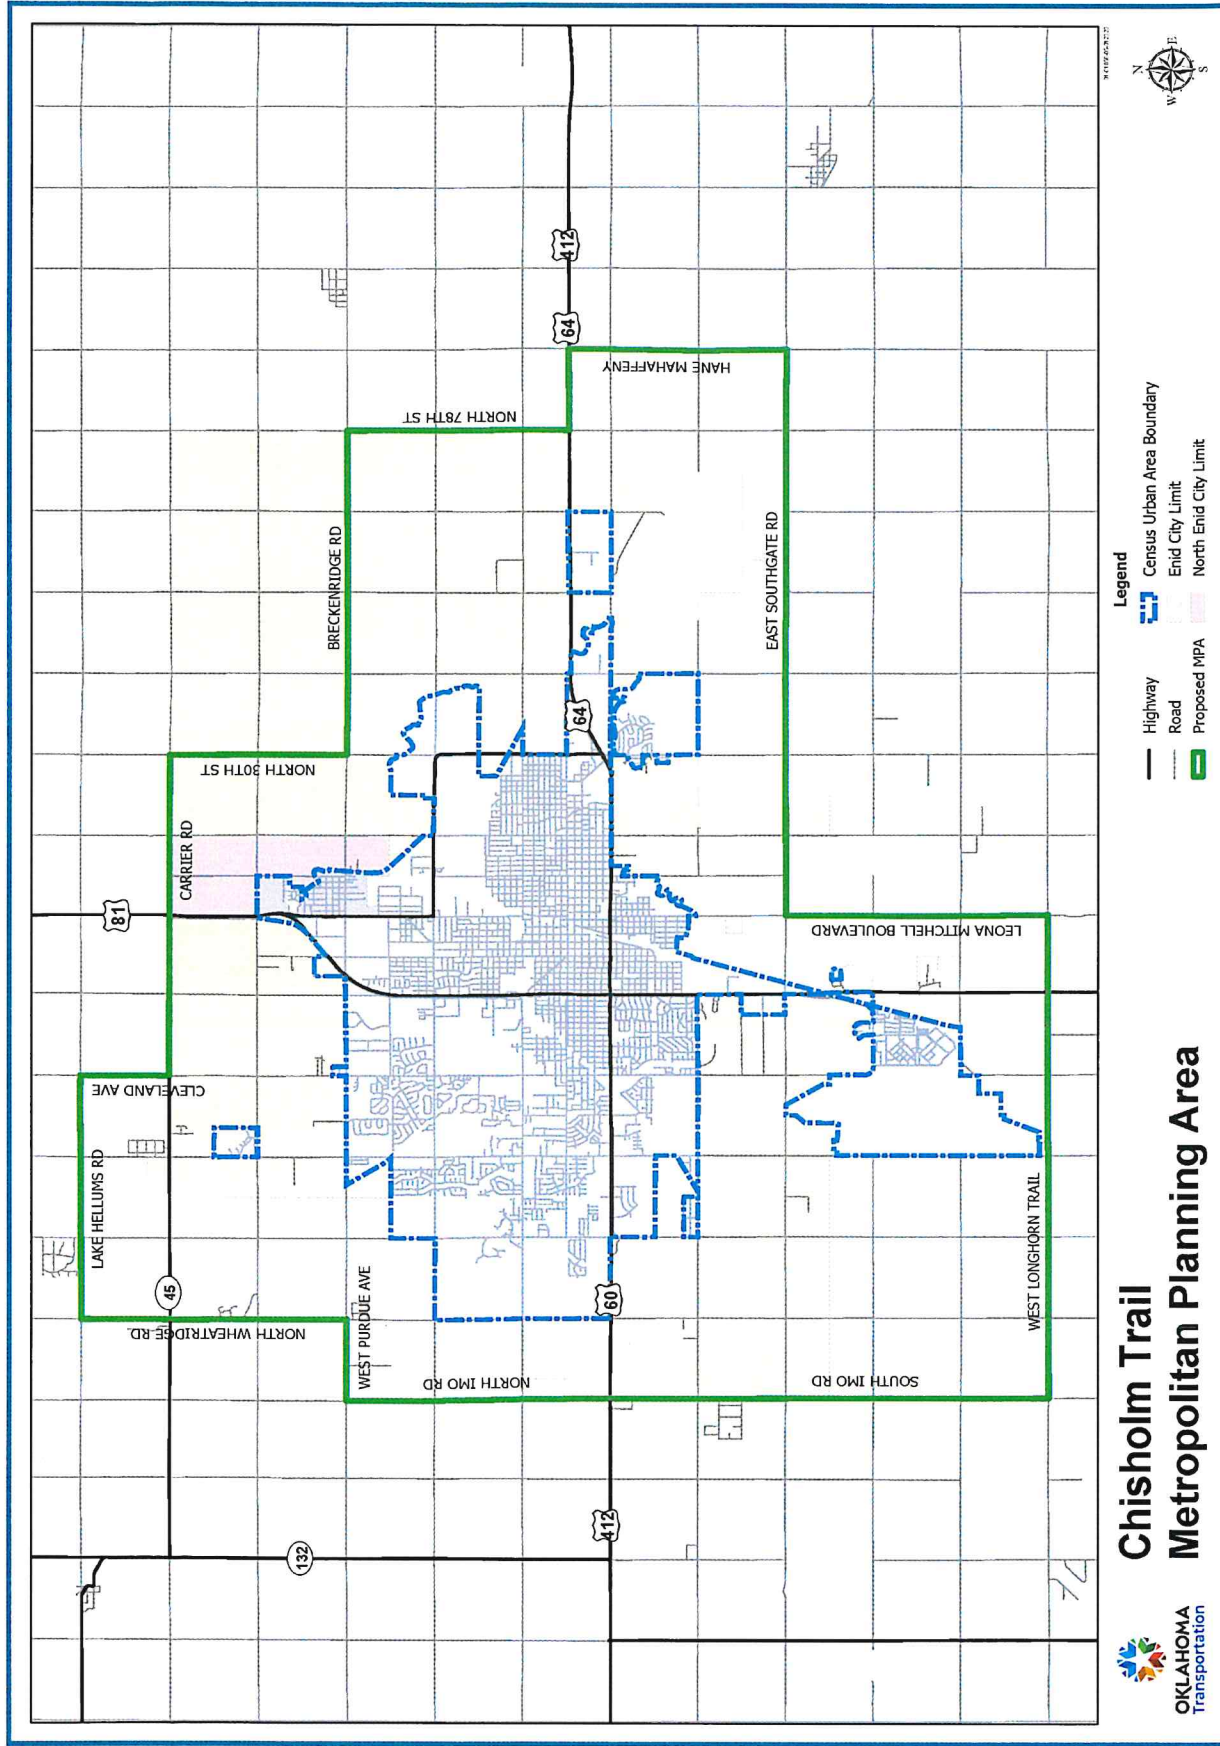 LAKE HELLUMS RD
CLEVELAND AVE
45
NORTH WHEATRIDGE RD
81
CARRIER RD
NORTH 30TH ST
BRECKENRIDGE RD
NORTH 78TH ST
132
WEST PURDUE AVE
NORTH IMO RD
64
412
64
HANE MAHAFFENY
412
60
EAST SOUTHGATE RD
SOUTH IMO RD
LEONA MITCHELL BOULEVARD
WEST LONGHORN TRAIL
OKLAHOMA
Transportation
Chisholm Trail
Metropolitan Planning Area
Legend
Highway
Road
Proposed MPA
Census Urban Area Boundary
Enid City Limit
North Enid City Limit
N
W
E
S